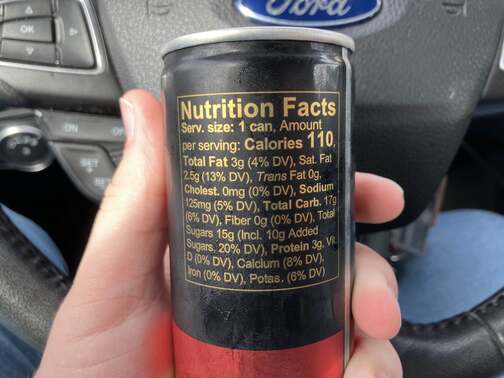 Ford
OK
ON
SET
SET
Nutrition Facts
Serv. size: 1 can, Amount
per serving: Calories 110,
Total Fat 3g (4% DV), Sat. Fat
2.5g (13% DV), Trans Fat 0g,
Cholest. 0mg (0% DV), Sodium
125mg (5% DV), Total Carb. 17g
(6% DV), Fiber 0g (0% DV), Total
Sugars 15g (Incl. 10g Added
Sugars, 20% DV), Protein 3g, Vit.
D (0% DV), Calcium (8% DV),
Iron (0% DV), Potas. (6% DV)